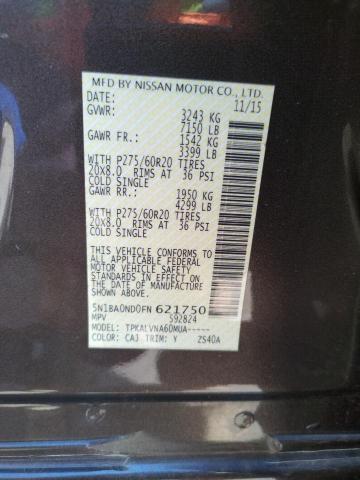 MFD BY NISSAN MOTOR CO., LTD.
DATE: 11/15
GVWR: 3243 KG
7150 LB
GAWR FR.: 1542 KG
3399 LB
WITH P275/60R20 TIRES
20X8.0 RIMS AT 36 PSI
COLD SINGLE
GAWR RR.: 1950 KG
4299 LB
WITH P275/60R20 TIRES
20X8.0 RIMS AT 36 PSI
COLD SINGLE
THIS VEHICLE CONFORMS TO ALL
APPLICABLE U.S. FEDERAL
MOTOR VEHICLE SAFETY
STANDARDS IN EFFECT ON THE
DATE OF MANUFACTURE SHOWN
ABOVE.
5N1BA0ND0FN 621750
MPV 592824
MODEL: TPKALVNA60MUA-----
COLOR: CAJ TRIM: Y ZS40A